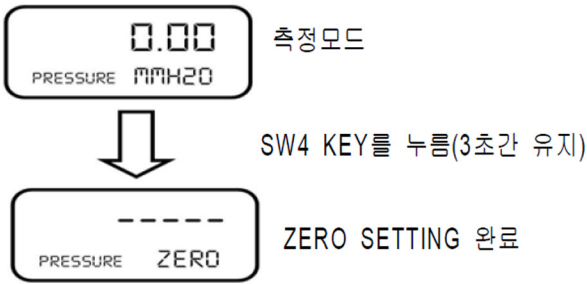 0.00 측정모드
PRESSURE MMH20
SW4 KEY를 누름(3초간 유지)
----- ZERO SETTING 완료
PRESSURE ZERO